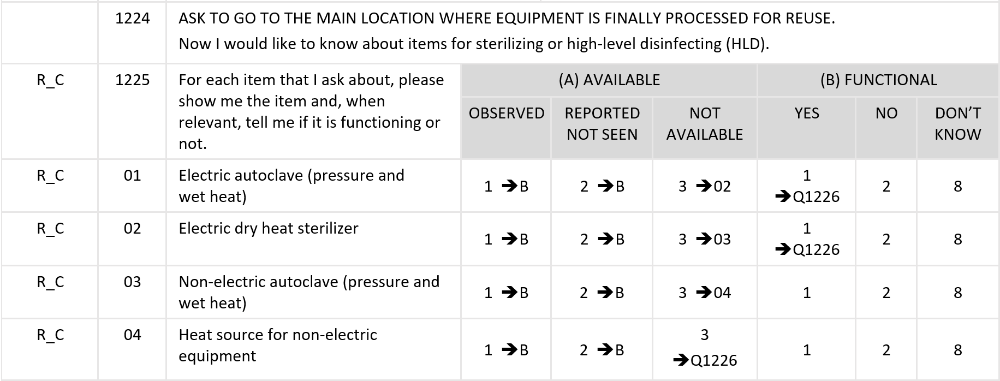 1224 ASK TO GO TO THE MAIN LOCATION WHERE EQUIPMENT IS FINALLY PROCESSED FOR REUSE.
Now I would like to know about items for sterilizing or high-level disinfecting (HLD).
R_C 1225 For each item that I ask about, please
show me the item and, when
relevant, tell me if it is functioning or
not.
(A) AVAILABLE (B) FUNCTIONAL
OBSERVED REPORTED NOT YES NO DON’T
NOT SEEN AVAILABLE KNOW
R_C 01 Electric autoclave (pressure and
wet heat)
1 ➔B 2 ➔B 3 ➔02 1 2 8
➔Q1226
R_C 02 Electric dry heat sterilizer
1 ➔B 2 ➔B 3 ➔03 1 2 8
➔Q1226
R_C 03 Non-electric autoclave (pressure and
wet heat)
1 ➔B 2 ➔B 3 ➔04 1 2 8
R_C 04 Heat source for non-electric
equipment
1 ➔B 2 ➔B 3 1 2 8
➔Q1226